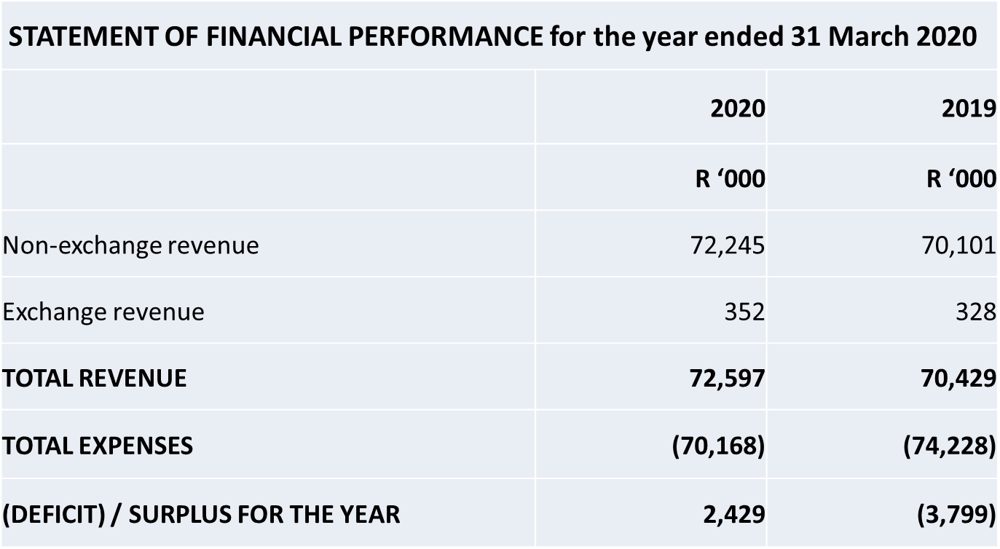 STATEMENT OF FINANCIAL PERFORMANCE for the year ended 31 March 2020
2020 2019
R ‘000 R ‘000
Non-exchange revenue 72,245 70,101
Exchange revenue 352 328
TOTAL REVENUE 72,597 70,429
TOTAL EXPENSES (70,168) (74,228)
(DEFICIT) / SURPLUS FOR THE YEAR 2,429 (3,799)